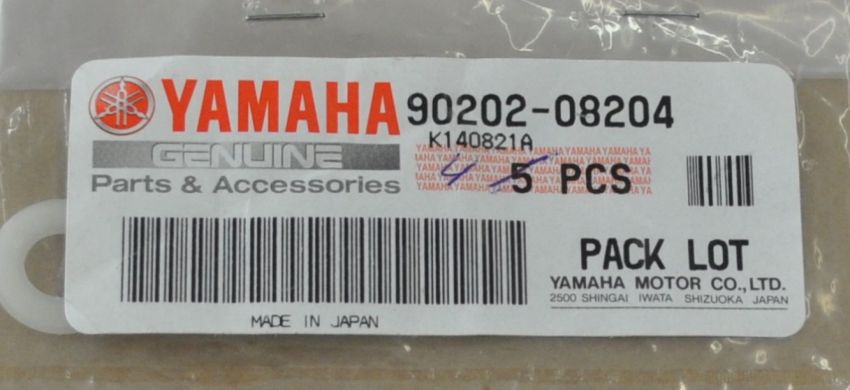 YAMAHA 90202-08204
K140821A
GENUINE
Parts & Accessories
4 5 PCS
PACK LOT
YAMAHA MOTOR CO.,LTD.
2500 SHINGAI IWATA SHIZUOKA JAPAN
MADE IN JAPAN